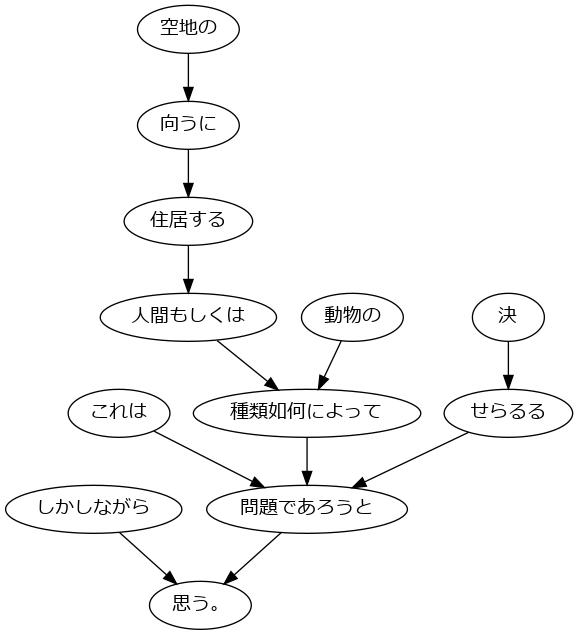 空地の
向うに
住居する
人間もしくは
動物の
決
これは
種類如何によって
せらるる
しかしながら
問題であろうと
思う。